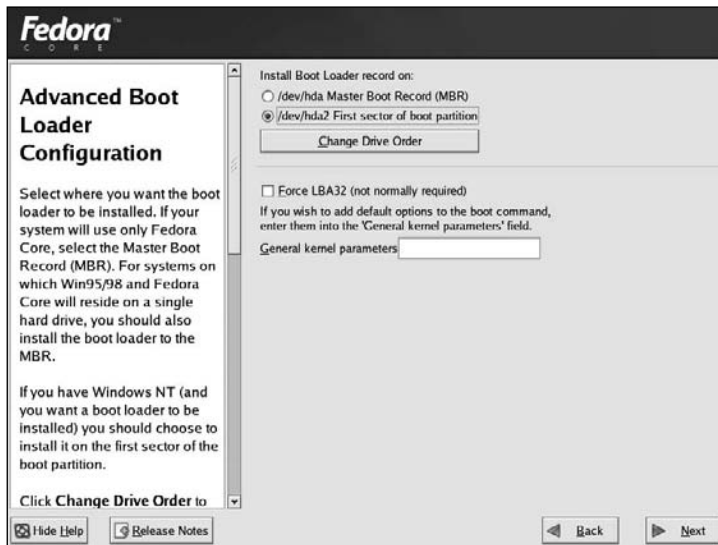 Fedora™
CORE
Advanced Boot
Loader
Configuration
Select where you want the boot
loader to be installed. If your
system will use only Fedora
Core, select the Master Boot
Record (MBR). For systems on
which Win95/98 and Fedora
Core will reside on a single
hard drive, you should also
install the boot loader to the
MBR.
If you have Windows NT (and
you want a boot loader to be
installed) you should choose to
install it on the first sector of the
boot partition.
Click Change Drive Order to
Install Boot Loader record on:
/dev/hda Master Boot Record (MBR)
/dev/hda2 First sector of boot partition
Change Drive Order
Force LBA32 (not normally required)
If you wish to add default options to the boot command,
enter them into the 'General kernel parameters' field.
General kernel parameters
Hide Help
Release Notes
Back
Next